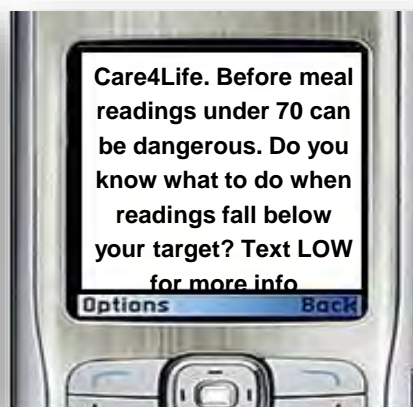 Care4Life. Before meal
readings under 70 can
be dangerous. Do you
know what to do when
readings fall below
your target? Text LOW
for more info
Options Back